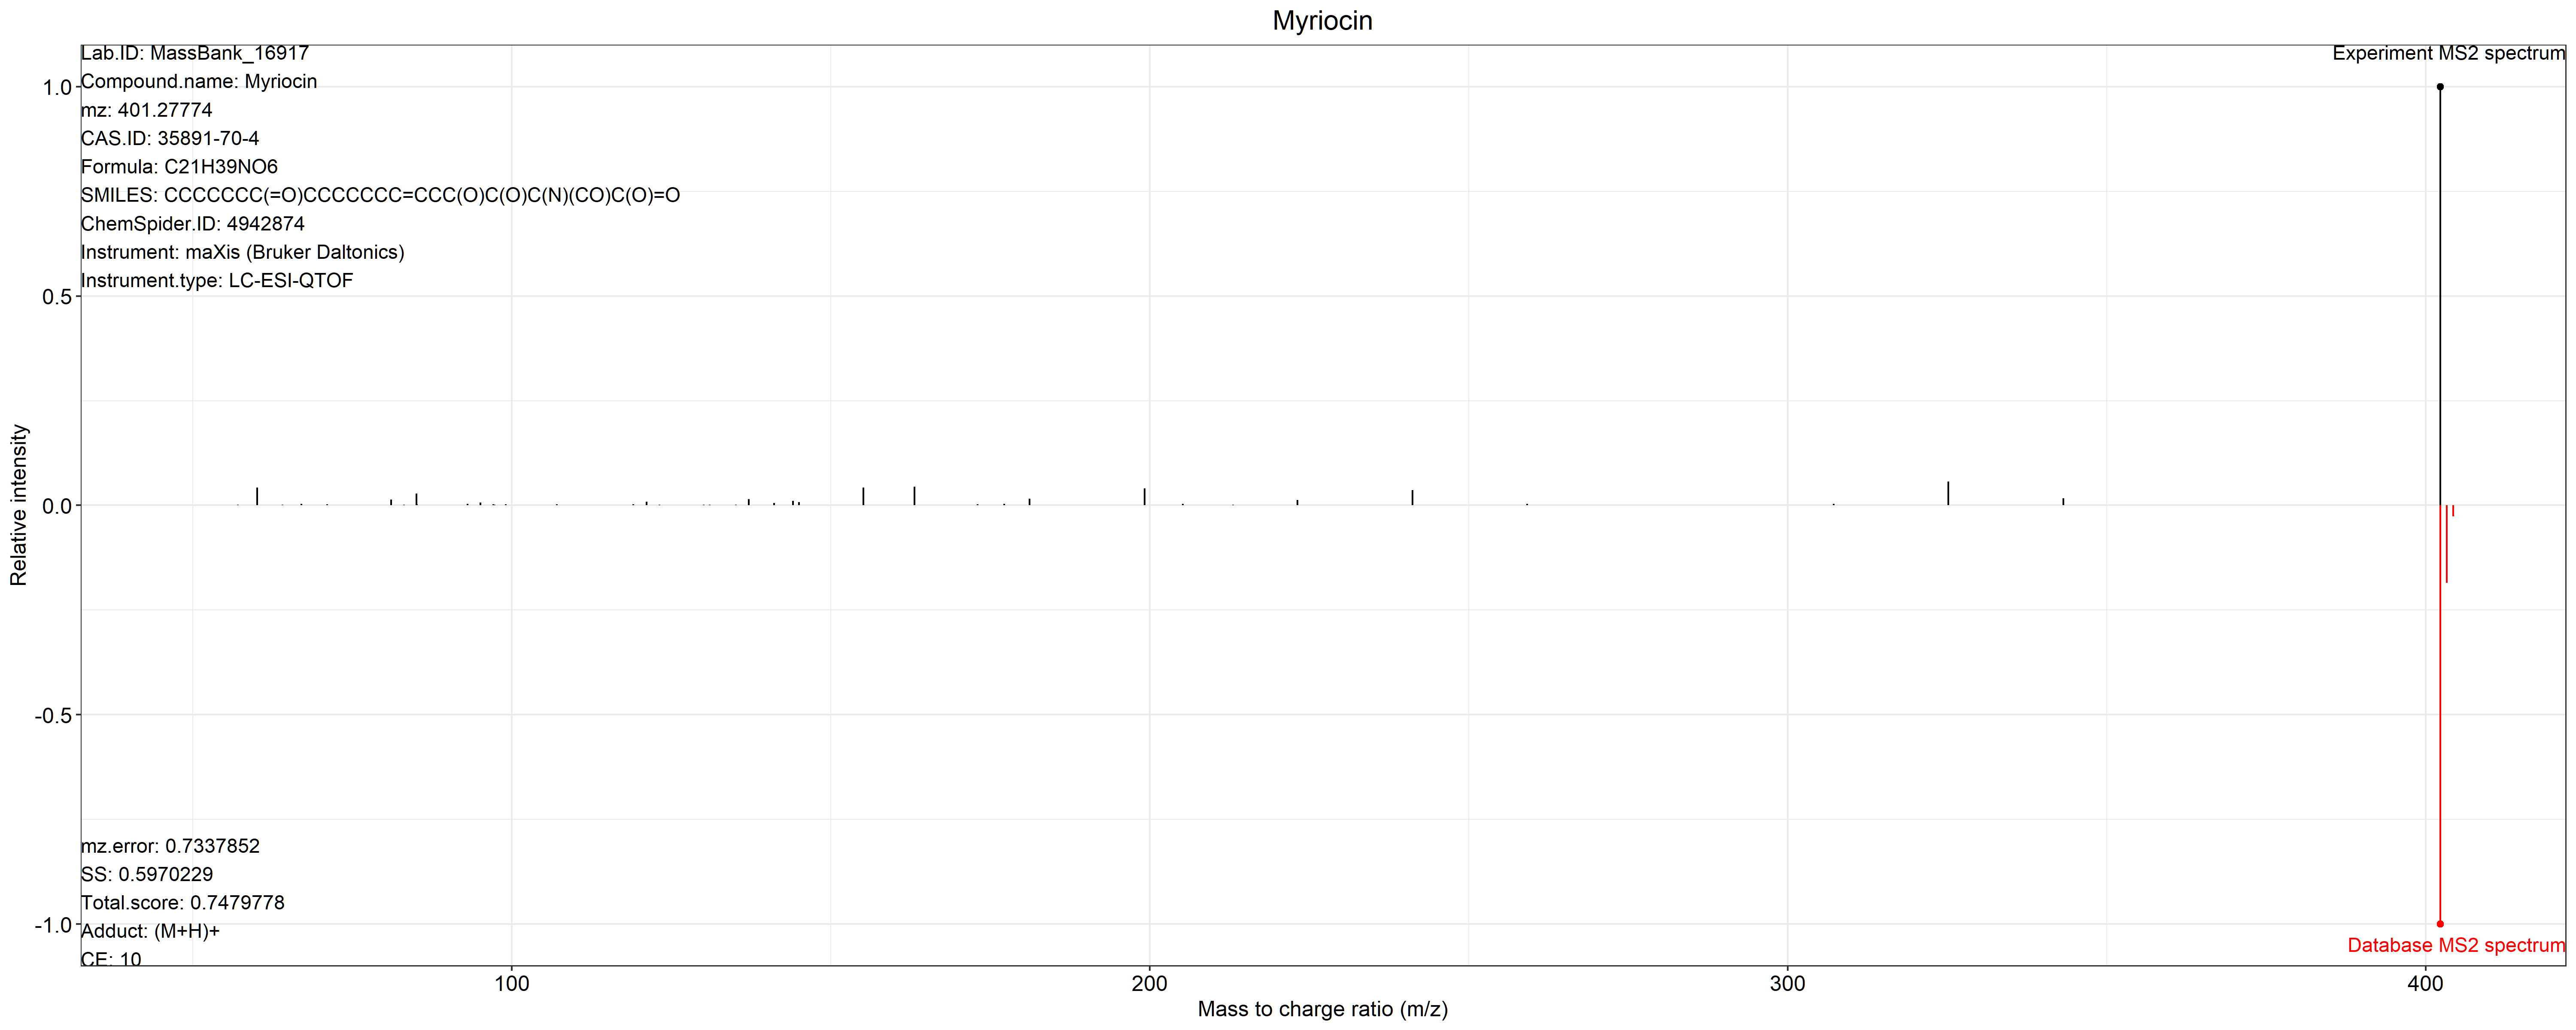 Myriocin
Lab.ID: MassBank_16917
Experiment MS2 spectrum
Compound.name: Myriocin
mz: 401.27774
CAS.ID: 35891-70-4
Formula: C21H39NO6
SMILES: CCCCCCC(=O)CCCCCCC=CCC(O)C(O)C(N)(CO)C(O)=O
ChemSpider.ID: 4942874
Instrument: maXis (Bruker Daltonics)
Instrument.type: LC-ESI-QTOF
1.0
0.5
0.0
-0.5
-1.0
Relative intensity
mz.error: 0.7337852
SS: 0.5970229
Total.score: 0.7479778
Adduct: (M+H)+
CE: 10
Database MS2 spectrum
100
200
300
400
Mass to charge ratio (m/z)